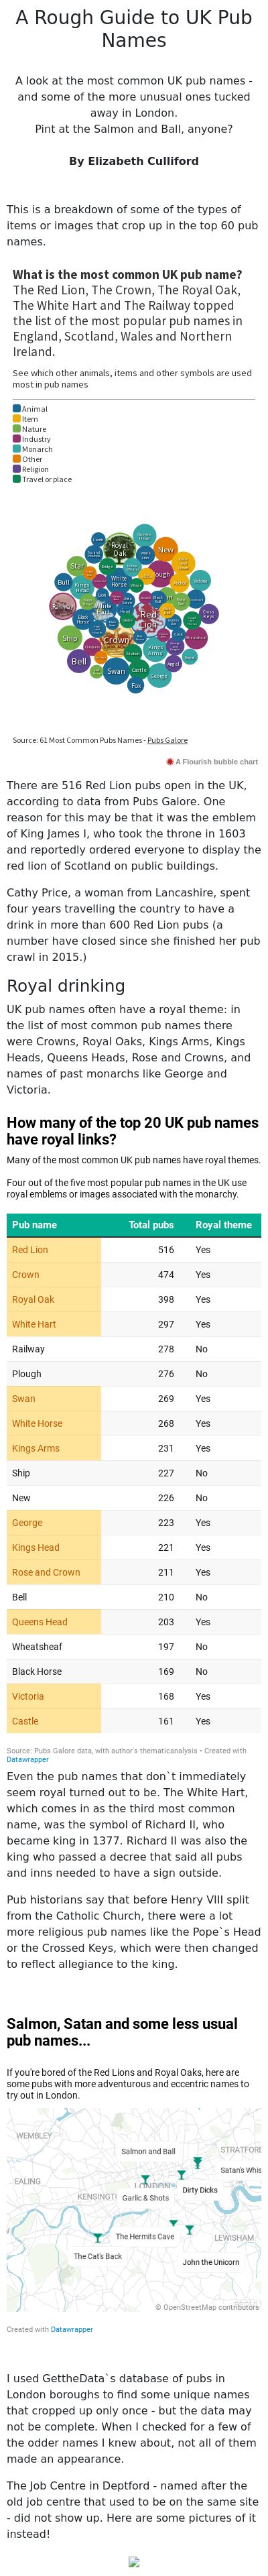 A Rough Guide to UK Pub
Names
A look at the most common UK pub names -
and some of the more unusual ones tucked
away in London.
Pint at the Salmon and Ball, anyone?
By Elizabeth Culliford
This is a breakdown of some of the types of
items or images that crop up in the top 60 pub
names.
What is the most common UK pub name?
The Red Lion, The Crown, The Royal Oak,
The White Hart and The Railway topped
the list of the most popular pub names in
England, Scotland, Wales and Northern
Ireland.
See which other animals, items and other symbols are used
most in pub names
Animal
Item
Nature
Industry
Monarch
Other
Religion
Travel or place
Royal
Oak
New
Star
White
Horse
Plough
Bull
Kings
Head
Victoria
Railway
White
Hart
Red
Lion
Cross
Keys
Ship
Crown
Kings
Arms
Bell
Swan
Castle
George
Angel
Fox
Source: 61 Most Common Pubs Names - Pubs Galore
A Flourish bubble chart
There are 516 Red Lion pubs open in the UK,
according to data from Pubs Galore. One
reason for this may be that it was the emblem
of King James I, who took the throne in 1603
and reportedly ordered everyone to display the
red lion of Scotland on public buildings.
Cathy Price, a woman from Lancashire, spent
four years travelling the country to have a
drink in more than 600 Red Lion pubs (a
number have closed since she finished her pub
crawl in 2015.)
Royal drinking
UK pub names often have a royal theme: in
the list of most common pub names there
were Crowns, Royal Oaks, Kings Arms, Kings
Heads, Queens Heads, Rose and Crowns, and
names of past monarchs like George and
Victoria.
How many of the top 20 UK pub names
have royal links?
Many of the most common UK pub names have royal themes.
Four out of the five most popular pub names in the UK use
royal emblems or images associated with the monarchy.
Pub name Total pubs Royal theme
Red Lion 516 Yes
Crown 474 Yes
Royal Oak 398 Yes
White Hart 297 Yes
Railway 278 No
Plough 276 No
Swan 269 Yes
White Horse 268 Yes
Kings Arms 231 Yes
Ship 227 No
New 226 No
George 223 Yes
Kings Head 221 Yes
Rose and Crown 211 Yes
Bell 210 No
Queens Head 203 Yes
Wheatsheaf 197 No
Black Horse 169 No
Victoria 168 Yes
Castle 161 Yes
Source: Pubs Galore data, with author's thematicanalysis • Created with
Datawrapper
Even the pub names that don`t immediately
seem royal turned out to be. The White Hart,
which comes in as the third most common
name, was the symbol of Richard II, who
became king in 1377. Richard II was also the
king who passed a decree that said all pubs
and inns needed to have a sign outside.
Pub historians say that before Henry VIII split
from the Catholic Church, there were a lot
more religious pub names like the Pope`s Head
or the Crossed Keys, which were then changed
to reflect allegiance to the king.
Salmon, Satan and some less usual
pub names...
If you're bored of the Red Lions and Royal Oaks, here are
some pubs with more adventurous and eccentric names to
try out in London.
WEMBLEY
Salmon and Ball
STRATFORD
Satan's Whis
EALING
LONDON
Dirty Dicks
KENSINGT
Garlic & Shots
The Hermits Cave
LEWISHAM
The Cat's Back
John the Unicorn
© OpenStreetMap contributors
Created with Datawrapper
I used GettheData`s database of pubs in
London boroughs to find some unique names
that cropped up only once - but the data may
not be complete. When I checked for a few of
the odder names I knew about, not all of them
made an appearance.
The Job Centre in Deptford - named after the
old job centre that used to be on the same site
- did not show up. Here are some pictures of it
instead!